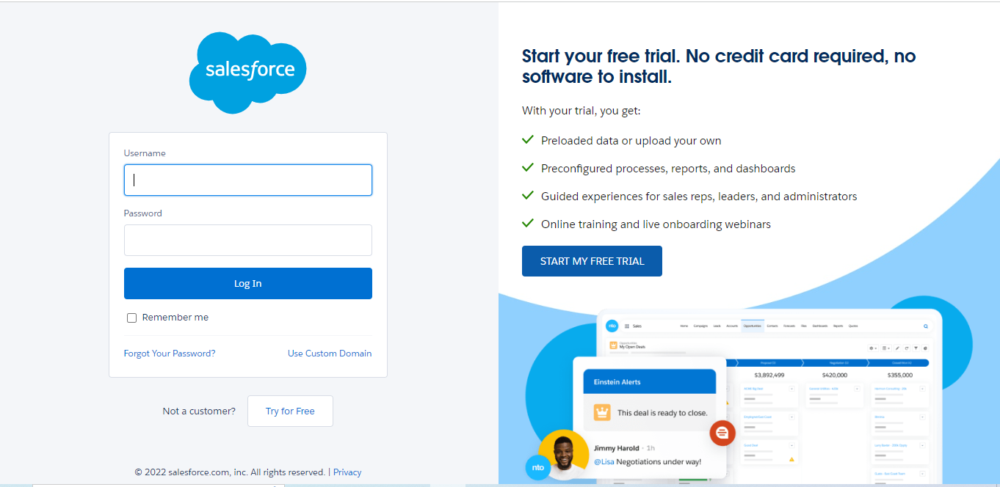 salesforce
Username
Password
Log In
Remember me
Forgot Your Password?
Use Custom Domain
Not a customer?
Try for Free
© 2022 salesforce.com, inc. All rights reserved. | Privacy
Start your free trial. No credit card required, no
software to install.
With your trial, you get:
Preloaded data or upload your own
Preconfigured processes, reports, and dashboards
Guided experiences for sales reps, leaders, and administrators
Online training and live onboarding webinars
START MY FREE TRIAL
nto
Sales
Home Campaigns Leads Accounts Opportunities Contacts Forecasts Files Dashboards Reports Quotes
Opportunities
My Open Deals
$3,892,499
$420,000
$355,000
Einstein Alerts
This deal is ready to close.
Jimmy Harold · 1h
@Lisa Negotiations under way!
nto